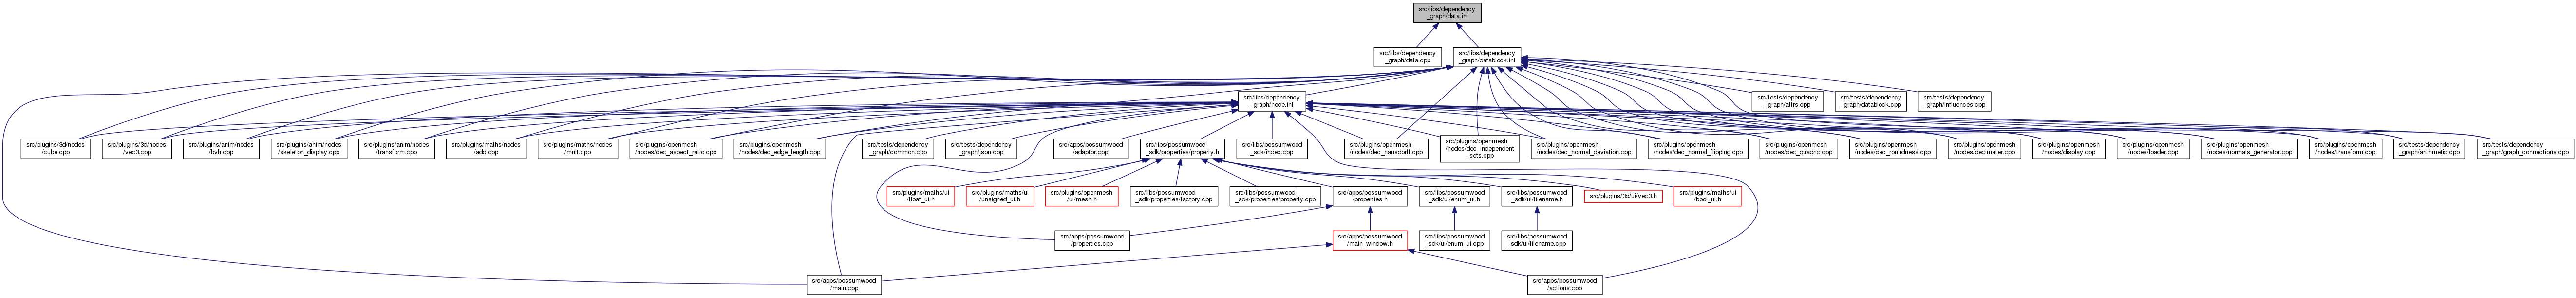 src/libs/dependency
_graph/data.inl
src/libs/dependency
_graph/data.cpp
src/libs/dependency
_graph/datablock.inl
src/libs/dependency
_graph/node.inl
src/tests/dependency
_graph/attrs.cpp
src/tests/dependency
_graph/datablock.cpp
src/tests/dependency
_graph/influences.cpp
src/plugins/3d/nodes
/cube.cpp
src/plugins/3d/nodes
/vec3.cpp
src/plugins/anim/nodes
/bvh.cpp
src/plugins/anim/nodes
/skeleton_display.cpp
src/plugins/anim/nodes
/transform.cpp
src/plugins/maths/nodes
/add.cpp
src/plugins/maths/nodes
/mult.cpp
src/plugins/openmesh
/nodes/dec_aspect_ratio.cpp
src/plugins/openmesh
/nodes/dec_edge_length.cpp
src/tests/dependency
_graph/common.cpp
src/tests/dependency
_graph/json.cpp
src/apps/possumwood
/adaptor.cpp
src/libs/possumwood
_sdk/properties/property.h
src/libs/possumwood
_sdk/index.cpp
src/plugins/openmesh
/nodes/dec_hausdorff.cpp
src/plugins/openmesh
/nodes/dec_independent
_sets.cpp
src/plugins/openmesh
/nodes/dec_normal_deviation.cpp
src/plugins/openmesh
/nodes/dec_normal_flipping.cpp
src/plugins/openmesh
/nodes/dec_quadric.cpp
src/plugins/openmesh
/nodes/dec_roundness.cpp
src/plugins/openmesh
/nodes/decimater.cpp
src/plugins/openmesh
/nodes/display.cpp
src/plugins/openmesh
/nodes/loader.cpp
src/plugins/openmesh
/nodes/normals_generator.cpp
src/plugins/openmesh
/nodes/transform.cpp
src/tests/dependency
_graph/arithmetic.cpp
src/tests/dependency
_graph/graph_connections.cpp
src/plugins/maths/ui
/float_ui.h
src/plugins/maths/ui
/unsigned_ui.h
src/plugins/openmesh
/ui/mesh.h
src/libs/possumwood
_sdk/properties/factory.cpp
src/libs/possumwood
_sdk/properties/property.cpp
src/apps/possumwood
/properties.h
src/libs/possumwood
_sdk/ui/enum_ui.h
src/libs/possumwood
_sdk/ui/filename.h
src/plugins/3d/ui/vec3.h
src/plugins/maths/ui
/bool_ui.h
src/apps/possumwood
/properties.cpp
src/apps/possumwood
/main_window.h
src/libs/possumwood
_sdk/ui/enum_ui.cpp
src/libs/possumwood
_sdk/ui/filename.cpp
src/apps/possumwood
/main.cpp
src/apps/possumwood
/actions.cpp